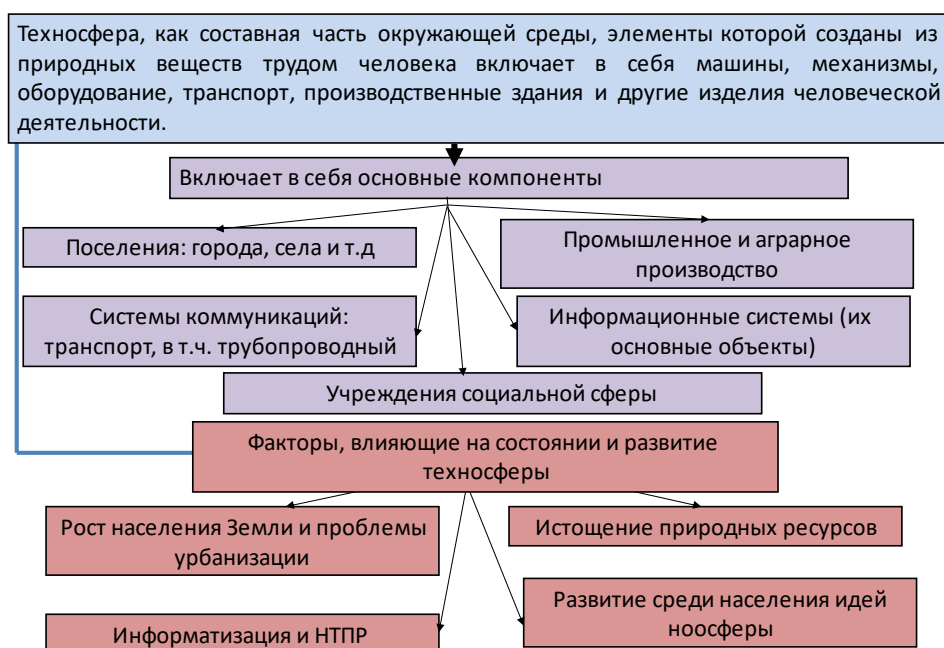 Техносфера, как составная часть окружающей среды, элементы которой созданы из
природных веществ трудом человека включает в себя машины, механизмы,
оборудование, транспорт, производственные здания и другие изделия человеческой
деятельности.
Включает в себя основные компоненты
Поселения: города, села и т.д
Промышленное и аграрное
производство
Системы коммуникаций:
транспорт, в т.ч. трубопроводный
Информационные системы (их
основные объекты)
Учреждения социальной сферы
Факторы, влияющие на состоянии и развитие
техносферы
Рост населения Земли и проблемы
урбанизации
Истощение природных ресурсов
Информатизация и НТПР
Развитие среди населения идей
ноосферы